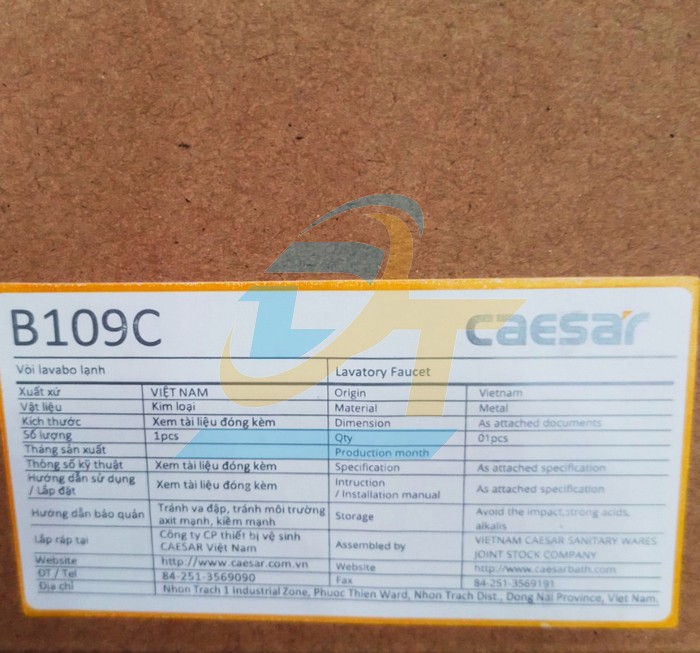 B109C caesar
Vòi lavabo lạnh Lavatory Faucet
Xuất xứ VIỆT NAM Origin Vietnam
Vật liệu Kim loại Material Metal
Kích thước Xem tài liệu đóng kèm Dimension As attached documents
Số lượng 1pcs Qty 01pcs
Tháng sản xuất Production month
Thông số kỹ thuật Xem tài liệu đóng kèm Specification As attached specification
Hướng dẫn sử dụng / Lắp đặt Xem tài liệu đóng kèm Intruction / Installation manual As attached specification
Hướng dẫn bảo quản Tránh va đập, tránh môi trường axit mạnh, kiềm mạnh Storage Avoid the impact,strong acids, alkalis
Lắp ráp tại Công ty CP thiết bị vệ sinh CAESAR Việt Nam Assembled by VIETNAM CAESAR SANITARY WARES JOINT STOCK COMPANY
Website http://www.caesar.com.vn Website http://www.caesarbath.com
ĐT / Tel 84-251-3569090 Fax 84-251-3569191
Địa chỉ Nhon Trach 1 Industrial Zone, Phuoc Thien Ward, Nhon Trach Dist., Dong Nai Province, Viet Nam.